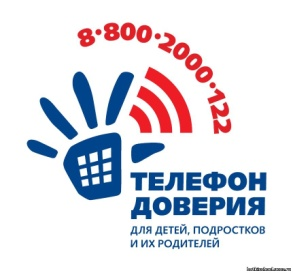 8-800-2000-122
ТЕЛЕФОН
ДОВЕРИЯ
ДЛЯ ДЕТЕЙ, ПОДРОСТКОВ
И ИХ РОДИТЕЛЕЙ